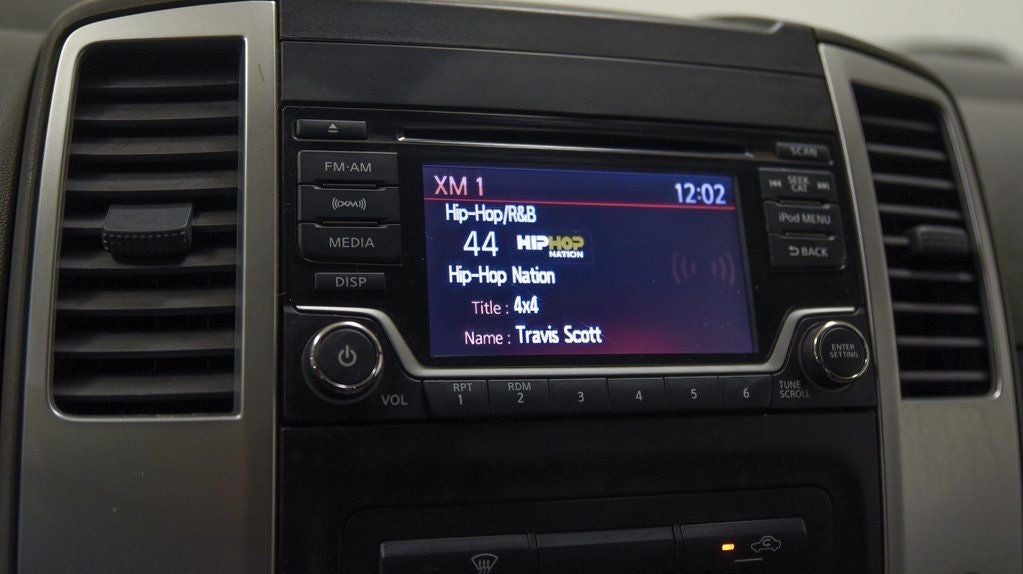 FM·AM
((XM))
MEDIA
DISP
VOL
XM 1 12:02
Hip-Hop/R&B
44 HIPHOP NATION
Hip-Hop Nation
Title : 4x4
Name : Travis Scott
SCAN
SEEK
CAT
iPod MENU
BACK
ENTER
SETTING
TUNE
SCROLL
RPT
1
RDM
2
3
4
5
6